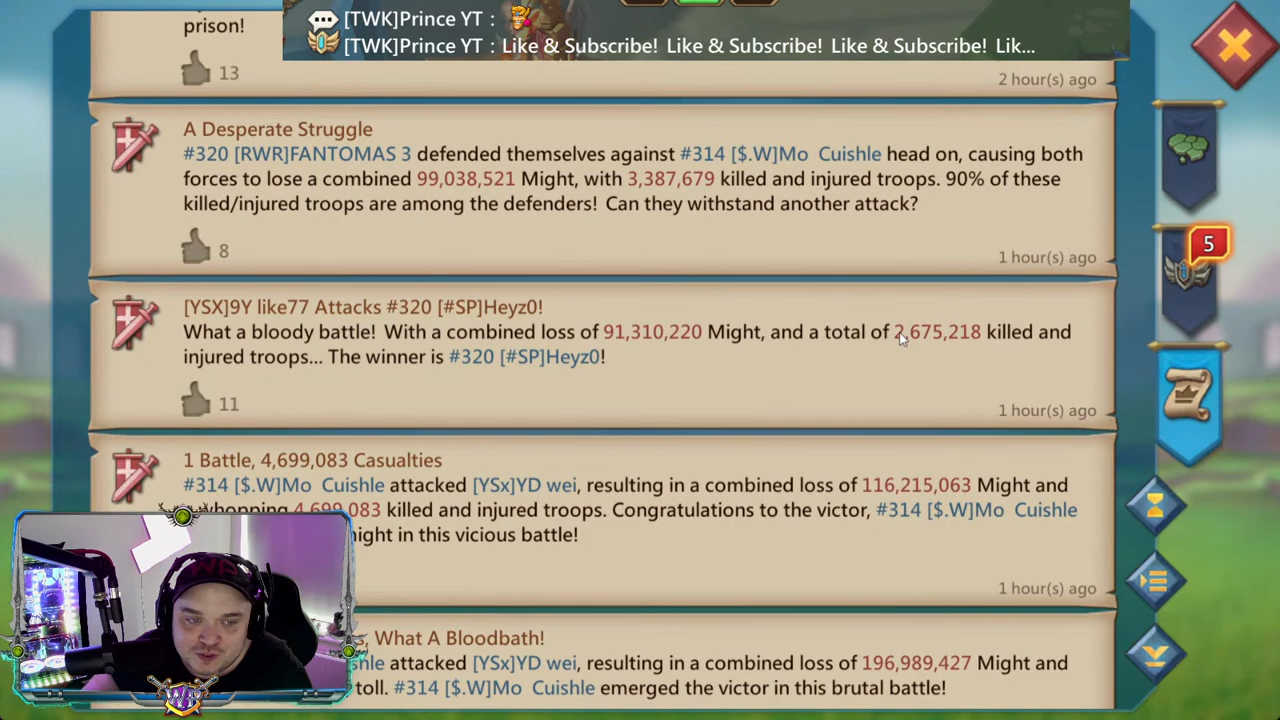 [TWK]Prince YT :
[TWK]Prince YT : Like & Subscribe! Like & Subscribe! Like & Subscribe! Lik...
prison!
13
2 hour(s) ago
A Desperate Struggle
#320 [RWR]FANTOMAS 3 defended themselves against #314 [$.W]Mo Cuishle head on, causing both
forces to lose a combined 99,038,521 Might, with 3,387,679 killed and injured troops. 90% of these
killed/injured troops are among the defenders! Can they withstand another attack?
8
1 hour(s) ago
5
[YSX]9Y like77 Attacks #320 [#SP]Heyz0!
What a bloody battle! With a combined loss of 91,310,220 Might, and a total of 2,675,218 killed and
injured troops... The winner is #320 [#SP]Heyz0!
11
1 hour(s) ago
1 Battle, 4,699,083 Casualties
#314 [$.W]Mo Cuishle attacked [YSx]YD wei, resulting in a combined loss of 116,215,063 Might and
whopping 4,699,083 killed and injured troops. Congratulations to the victor, #314 [$.W]Mo Cuishle
in this vicious battle!
1 hour(s) ago
What A Bloodbath!
attacked [YSx]YD wei, resulting in a combined loss of 196,989,427 Might and
toll. #314 [$.W]Mo Cuishle emerged the victor in this brutal battle!